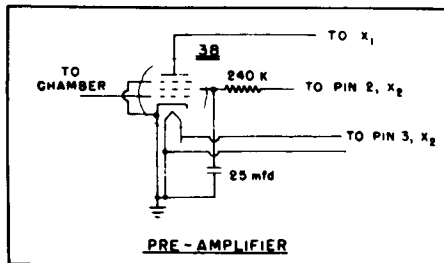 38
TO X1
TO CHAMBER
240 K
TO PIN 2, X2
TO PIN 3, X2
25 mfd
PRE-AMPLIFIER